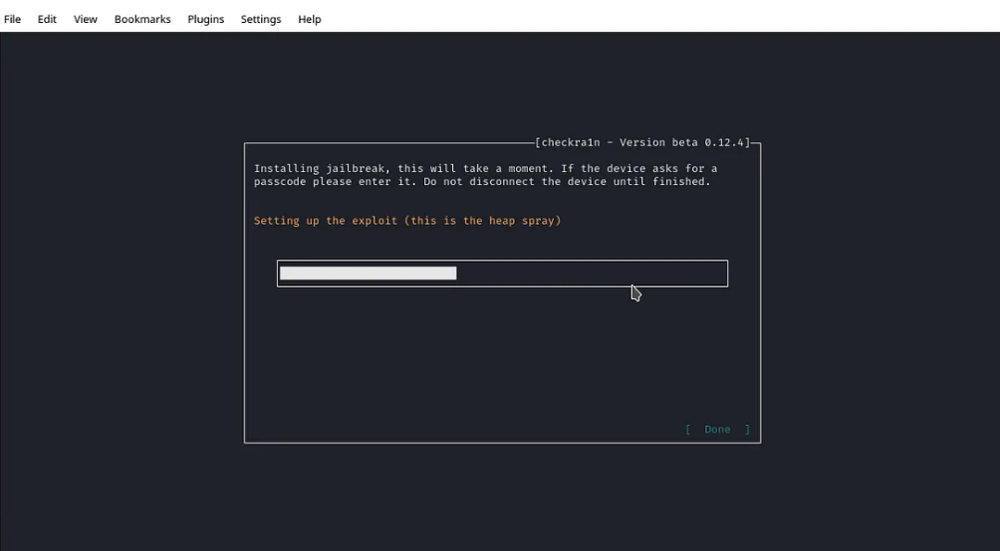 File Edit View Bookmarks Plugins Settings Help
[checkra1n - Version beta 0.12.4]
Installing jailbreak, this will take a moment. If the device asks for a
passcode please enter it. Do not disconnect the device until finished.
Setting up the exploit (this is the heap spray)
[ Done ]